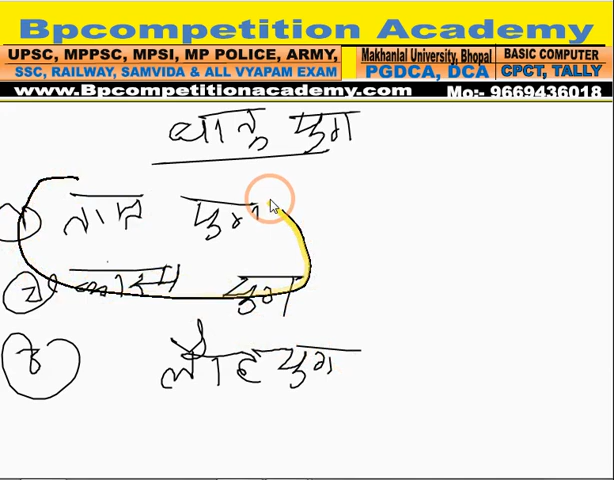 Bpcompetition Academy
UPSC, MPPSC, MPSI, MP POLICE, ARMY,
SSC, RAILWAY, SAMVIDA & ALL VYAPAM EXAM
Makhanlal University, Bhopal
PGDCA, DCA
BASIC COMPUTER
CPCT, TALLY
www.Bpcompetitionacademy.com Mo:- 9669436018
धातु युग
ताम्र युग
कांस्य युग
लौह युग